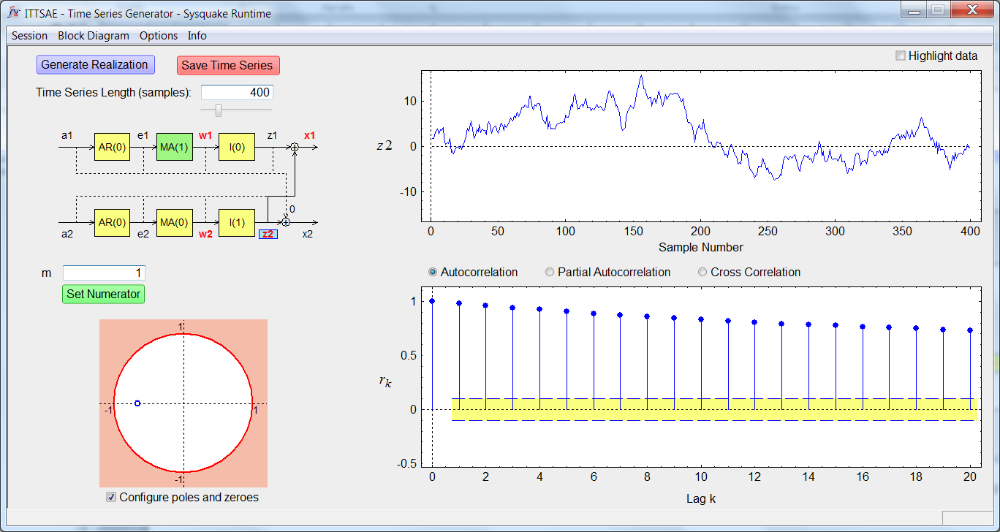 ITTSAE - Time Series Generator - Sysquake Runtime
Session Block Diagram Options Info
Generate Realization Save Time Series
Time Series Length (samples): 400
a1 AR(0) e1 MA(1) w1 I(0) z1 x1
0
AR(0) MA(0) I(1)
a2 e2 w2 z2 x2
m 1
Set Numerator
1
-1 1
-1
Configure poles and zeroes
Highlight data
10
z 2 0
-10
0 50 100 150 200 250 300 350 400
Sample Number
Autocorrelation Partial Autocorrelation Cross Correlation
1
0.5
rk
0
-0.5
0 2 4 6 8 10 12 14 16 18 20
Lag k